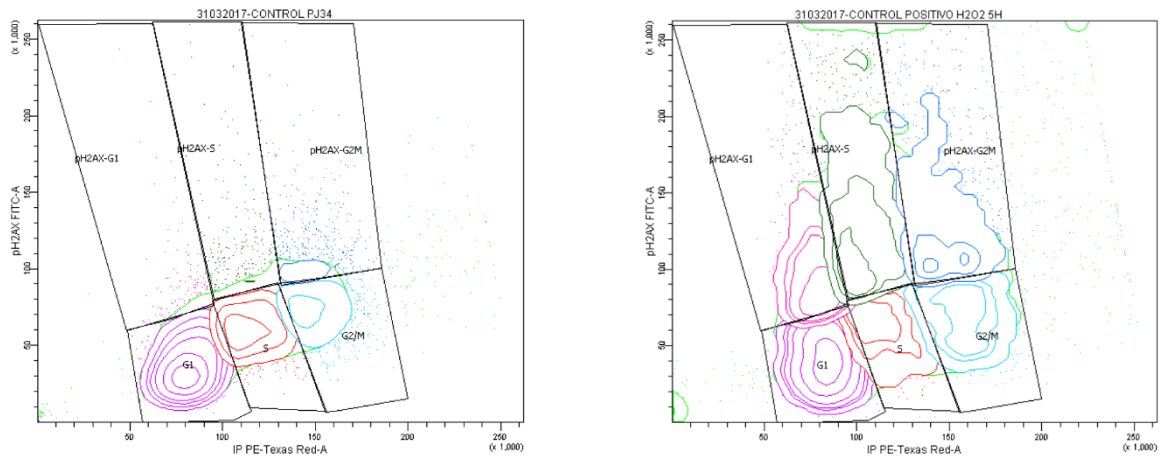 31032017-CONTROL PJ34
(x 1,000)
250
200
150
100
50
pH2AX FITC-A
pH2AX-G1
pH2AX-S
pH2AX-G2M
G1
S
G2/M
50
100
150
200
250
(x 1,000)
IP PE-Texas Red-A
31032017-CONTROL POSITIVO H2O2 5H
(x 1,000)
250
200
150
100
50
pH2AX FITC-A
pH2AX-G1
pH2AX-S
pH2AX-G2M
G1
S
G2/M
50
100
150
200
250
(x 1,000)
IP PE-Texas Red-A